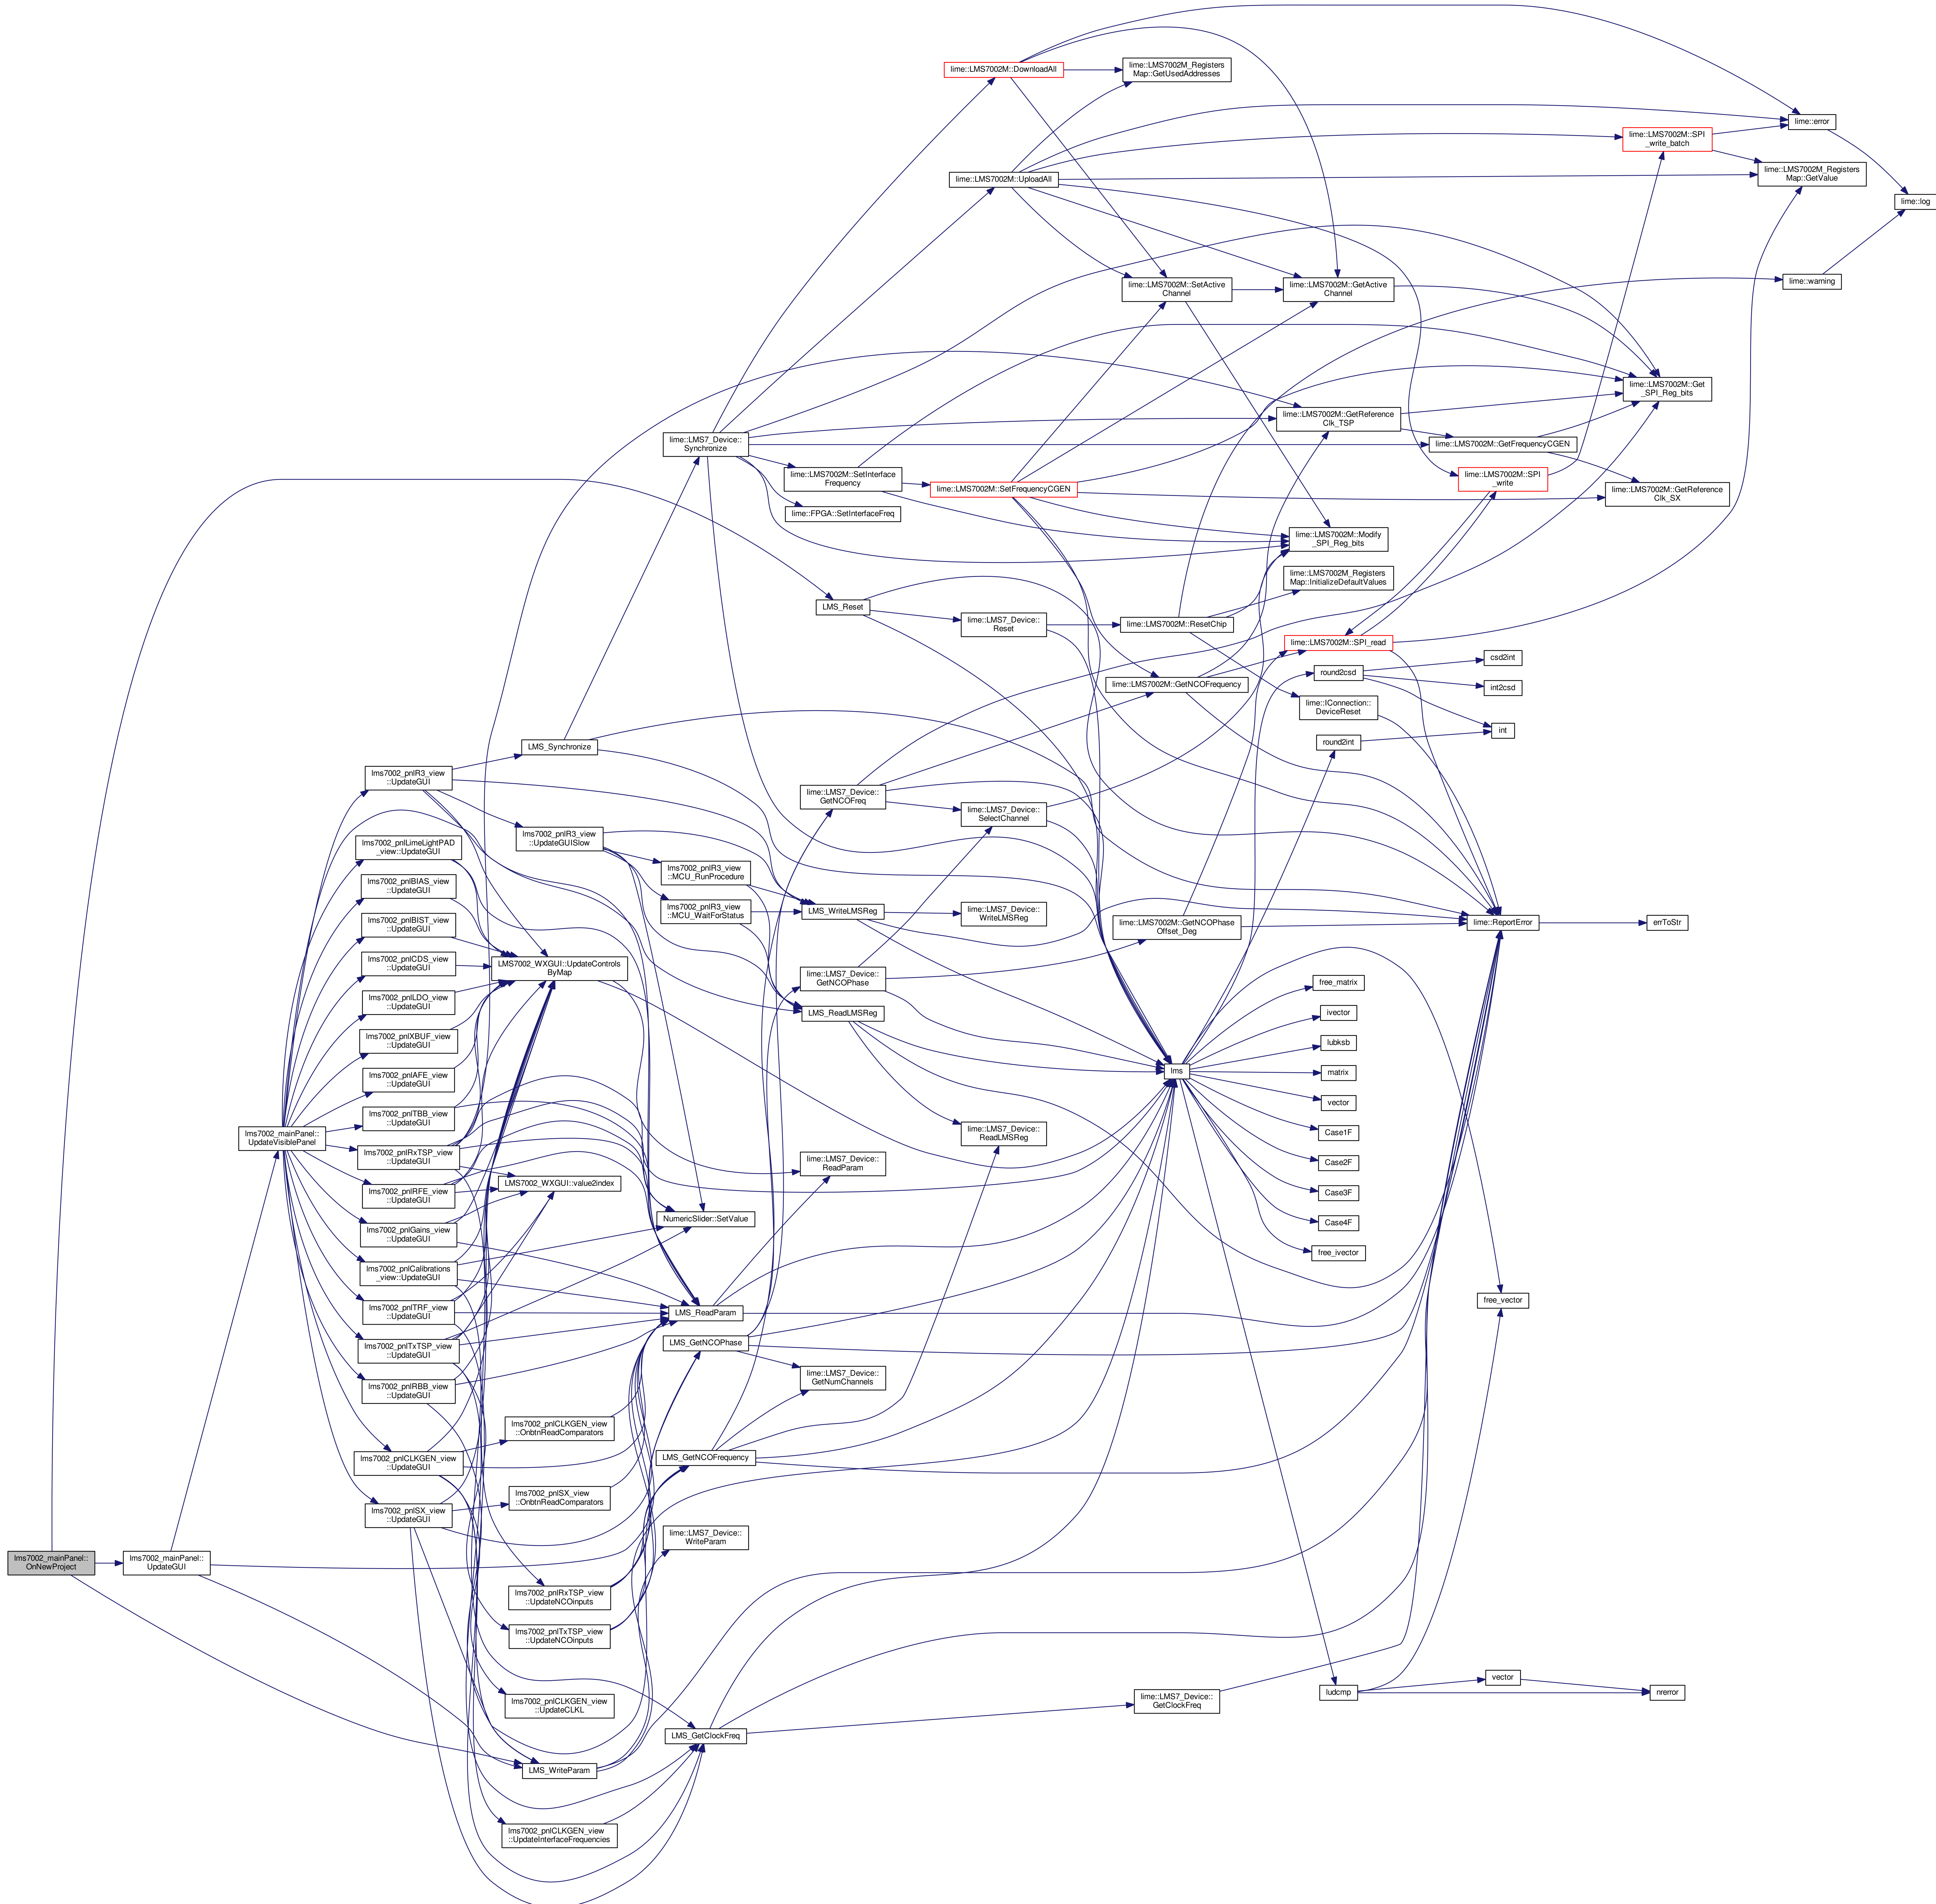 lime::LMS7002M::DownloadAll
lime::LMS7002M_Registers
Map::GetUsedAddresses
lime::error
lime::LMS7002M::SPI
_write_batch
lime::LMS7002M_Registers
Map::GetValue
lime::LMS7002M::UploadAll
lime::log
lime::LMS7002M::SetActive
Channel
lime::LMS7002M::GetActive
Channel
lime::warning
lime::LMS7002M::Get
_SPI_Reg_bits
lime::LMS7002M::GetReference
Clk_TSP
lime::LMS7_Device::
Synchronize
lime::LMS7002M::GetFrequencyCGEN
lime::LMS7002M::SetInterface
Frequency
lime::LMS7002M::SPI
_write
lime::LMS7002M::SetFrequencyCGEN
lime::LMS7002M::GetReference
Clk_SX
lime::FPGA::SetInterfaceFreq
lime::LMS7002M::Modify
_SPI_Reg_bits
lime::LMS7002M_Registers
Map::InitializeDefaultValues
LMS_Reset
lime::LMS7_Device::
Reset
lime::LMS7002M::ResetChip
lime::LMS7002M::SPI_read
csd2int
round2csd
lime::LMS7002M::GetNCOFrequency
int2csd
lime::IConnection::
DeviceReset
int
round2int
LMS_Synchronize
lms7002_pnlR3_view
::UpdateGUI
lime::LMS7_Device::
GetNCOFreq
lime::LMS7_Device::
SelectChannel
lms7002_pnlR3_view
::UpdateGUISlow
lms7002_pnlLimeLightPAD
_view::UpdateGUI
lms7002_pnlR3_view
::MCU_RunProcedure
lms7002_pnlBIAS_view
::UpdateGUI
lms7002_pnlR3_view
::MCU_WaitForStatus
LMS_WriteLMSReg
lime::LMS7_Device::
WriteLMSReg
lime::LMS7002M::GetNCOPhase
Offset_Deg
lime::ReportError
errToStr
lms7002_pnlBIST_view
::UpdateGUI
lms7002_pnlCDS_view
::UpdateGUI
LMS7002_WXGUI::UpdateControls
ByMap
lime::LMS7_Device::
GetNCOPhase
free_matrix
lms7002_pnlLDO_view
::UpdateGUI
LMS_ReadLMSReg
ivector
lms7002_pnlXBUF_view
::UpdateGUI
lubksb
lms7002_pnlAFE_view
::UpdateGUI
lms
matrix
vector
lms7002_pnlTBB_view
::UpdateGUI
lms7002_mainPanel::
UpdateVisiblePanel
lime::LMS7_Device::
ReadLMSReg
Case1F
lms7002_pnlRxTSP_view
::UpdateGUI
lime::LMS7_Device::
ReadParam
Case2F
LMS7002_WXGUI::value2index
lms7002_pnlRFE_view
::UpdateGUI
Case3F
NumericSlider::SetValue
Case4F
lms7002_pnlGains_view
::UpdateGUI
free_ivector
lms7002_pnlCalibrations
_view::UpdateGUI
free_vector
lms7002_pnlTRF_view
::UpdateGUI
LMS_ReadParam
LMS_GetNCOPhase
lms7002_pnlTxTSP_view
::UpdateGUI
lime::LMS7_Device::
GetNumChannels
lms7002_pnlRBB_view
::UpdateGUI
lms7002_pnlCLKGEN_view
::OnbtnReadComparators
LMS_GetNCOFrequency
lms7002_pnlCLKGEN_view
::UpdateGUI
lms7002_pnlSX_view
::OnbtnReadComparators
lms7002_pnlSX_view
::UpdateGUI
lime::LMS7_Device::
WriteParam
lms7002_mainPanel::
OnNewProject
lms7002_mainPanel::
UpdateGUI
lms7002_pnlRxTSP_view
::UpdateNCOinputs
lms7002_pnlTxTSP_view
::UpdateNCOinputs
vector
ludcmp
nrerror
lime::LMS7_Device::
GetClockFreq
lms7002_pnlCLKGEN_view
::UpdateCLKL
LMS_GetClockFreq
LMS_WriteParam
lms7002_pnlCLKGEN_view
::UpdateInterfaceFrequencies